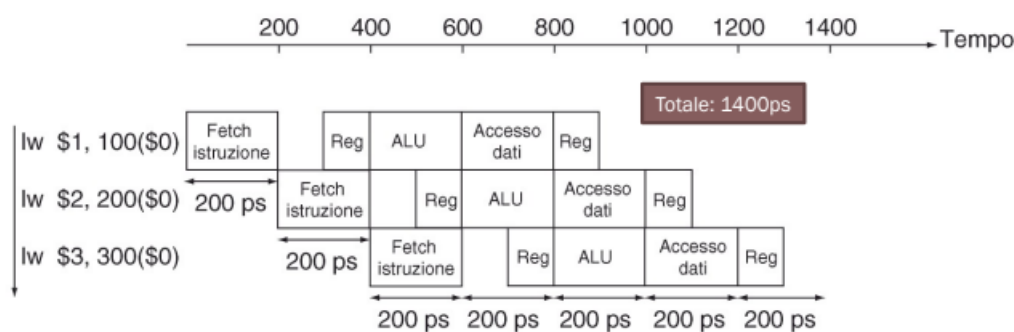 200 400 600 800 1000 1200 1400
Tempo
Totale: 1400ps
lw $1, 100($0)
Fetch
istruzione
Reg
ALU
Accesso
dati
Reg
200 ps
lw $2, 200($0)
Fetch
istruzione
Reg
ALU
Accesso
dati
Reg
200 ps
lw $3, 300($0)
Fetch
istruzione
Reg
ALU
Accesso
dati
Reg
200 ps 200 ps 200 ps 200 ps 200 ps